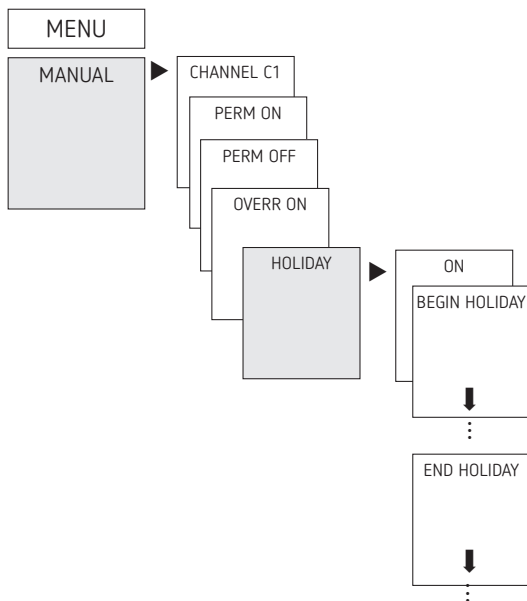 MENU
MANUAL
CHANNEL C1
PERM ON
PERM OFF
OVERR ON
HOLIDAY
ON
BEGIN HOLIDAY
END HOLIDAY